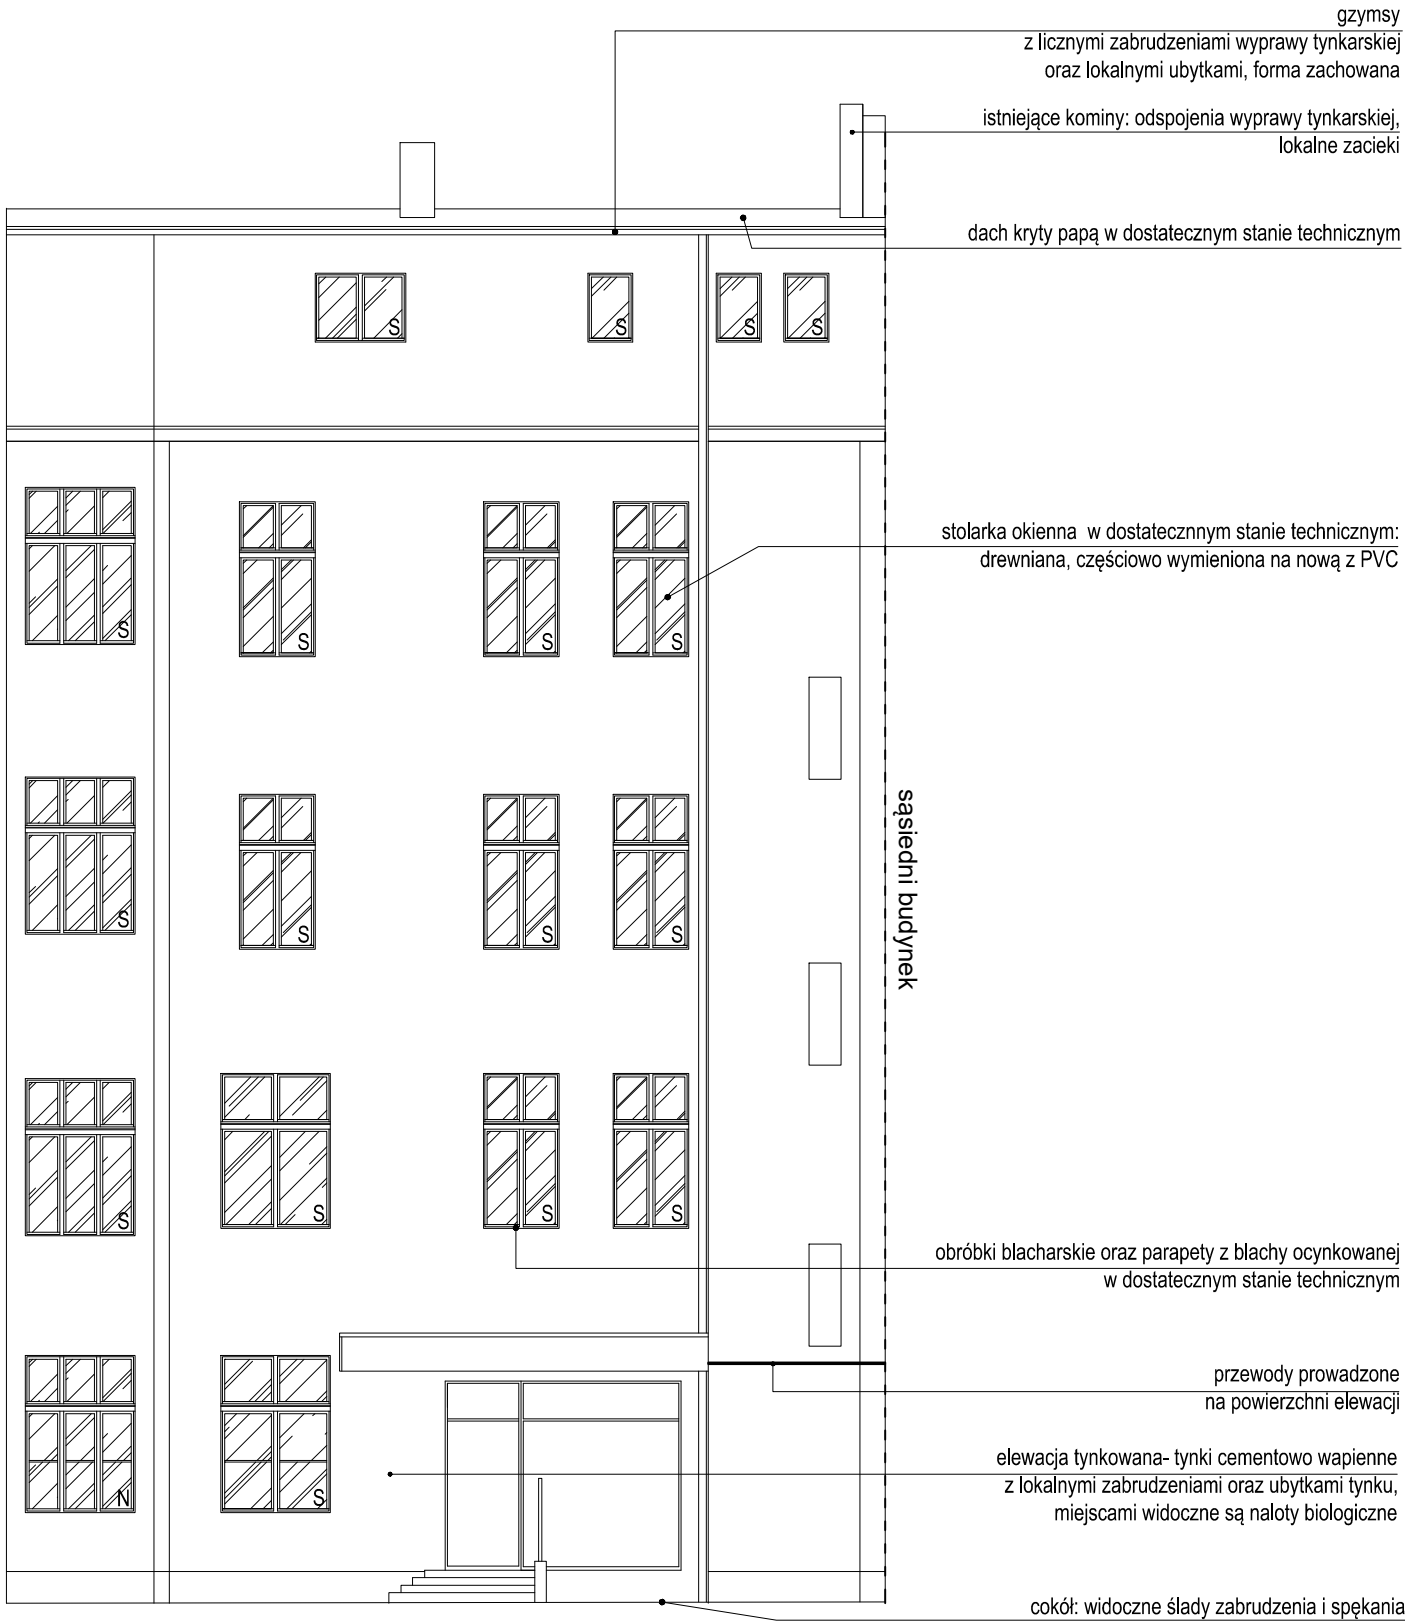 gzymsy
z licznymi zabrudzeniami wyprawy tynkarskiej
oraz lokalnymi ubytkami, forma zachowana
istniejące kominy: odspojenia wyprawy tynkarskiej,
lokalne zacieki
dach kryty papą w dostatecznym stanie technicznym
S
S
S
S
stolarka okienna w dostatecznnym stanie technicznym:
drewniana, częściowo wymieniona na nową z PVC
S
S
S
S
sąsiedni budynek
S
S
S
S
S
S
S
S
obróbki blacharskie oraz parapety z blachy ocynkowanej
w dostatecznym stanie technicznym
przewody prowadzone
na powierzchni elewacji
elewacja tynkowana- tynki cementowo wapienne
z lokalnymi zabrudzeniami oraz ubytkami tynku,
miejscami widoczne są naloty biologiczne
N
S
cokół: widoczne ślady zabrudzenia i spękania